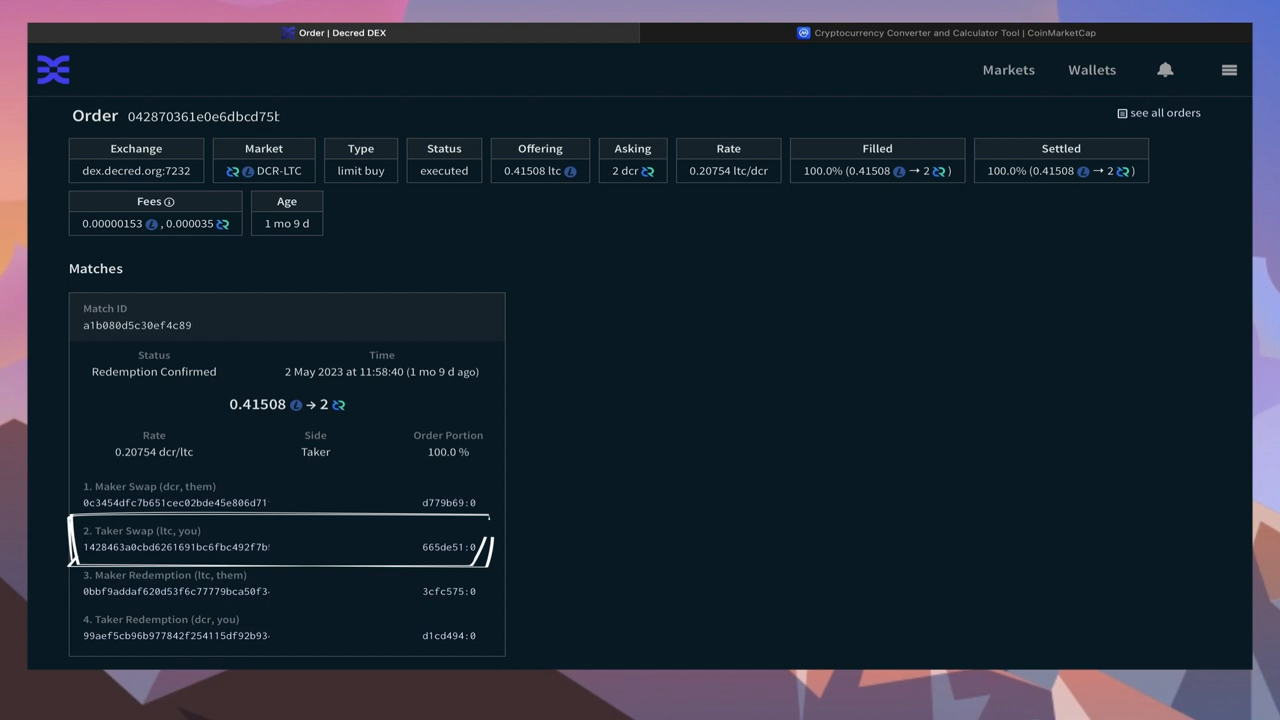 Order | Decred DEX
Cryptocurrency Converter and Calculator Tool | CoinMarketCap
Markets Wallets
Order 042870361e0e6dbcd75b
see all orders
Exchange Market Type Status Offering Asking Rate Filled Settled
dex.decred.org:7232 DCR-LTC limit buy executed 0.41508 ltc 2 dcr 0.20754 ltc/dcr 100.0% (0.41508 → 2 ) 100.0% (0.41508 → 2 )
Fees Age
0.00000153 , 0.000035 1 mo 9 d
Matches
Match ID
a1b080d5c30ef4c89
Status Time
Redemption Confirmed 2 May 2023 at 11:58:40 (1 mo 9 d ago)
0.41508 → 2
Rate Side Order Portion
0.20754 dcr/ltc Taker 100.0 %
1. Maker Swap (dcr, them)
0c3454dfc7b651cec02bde45e806d71 d779b69:0
2. Taker Swap (ltc, you)
1428463a0cbd6261691bc6fbc492f7b 665de51:0
3. Maker Redemption (ltc, them)
0bbf9addaf620d53f6c77779bca50f3 3cfc575:0
4. Taker Redemption (dcr, you)
99aef5cb96b977842f254115df92b93 d1cd494:0